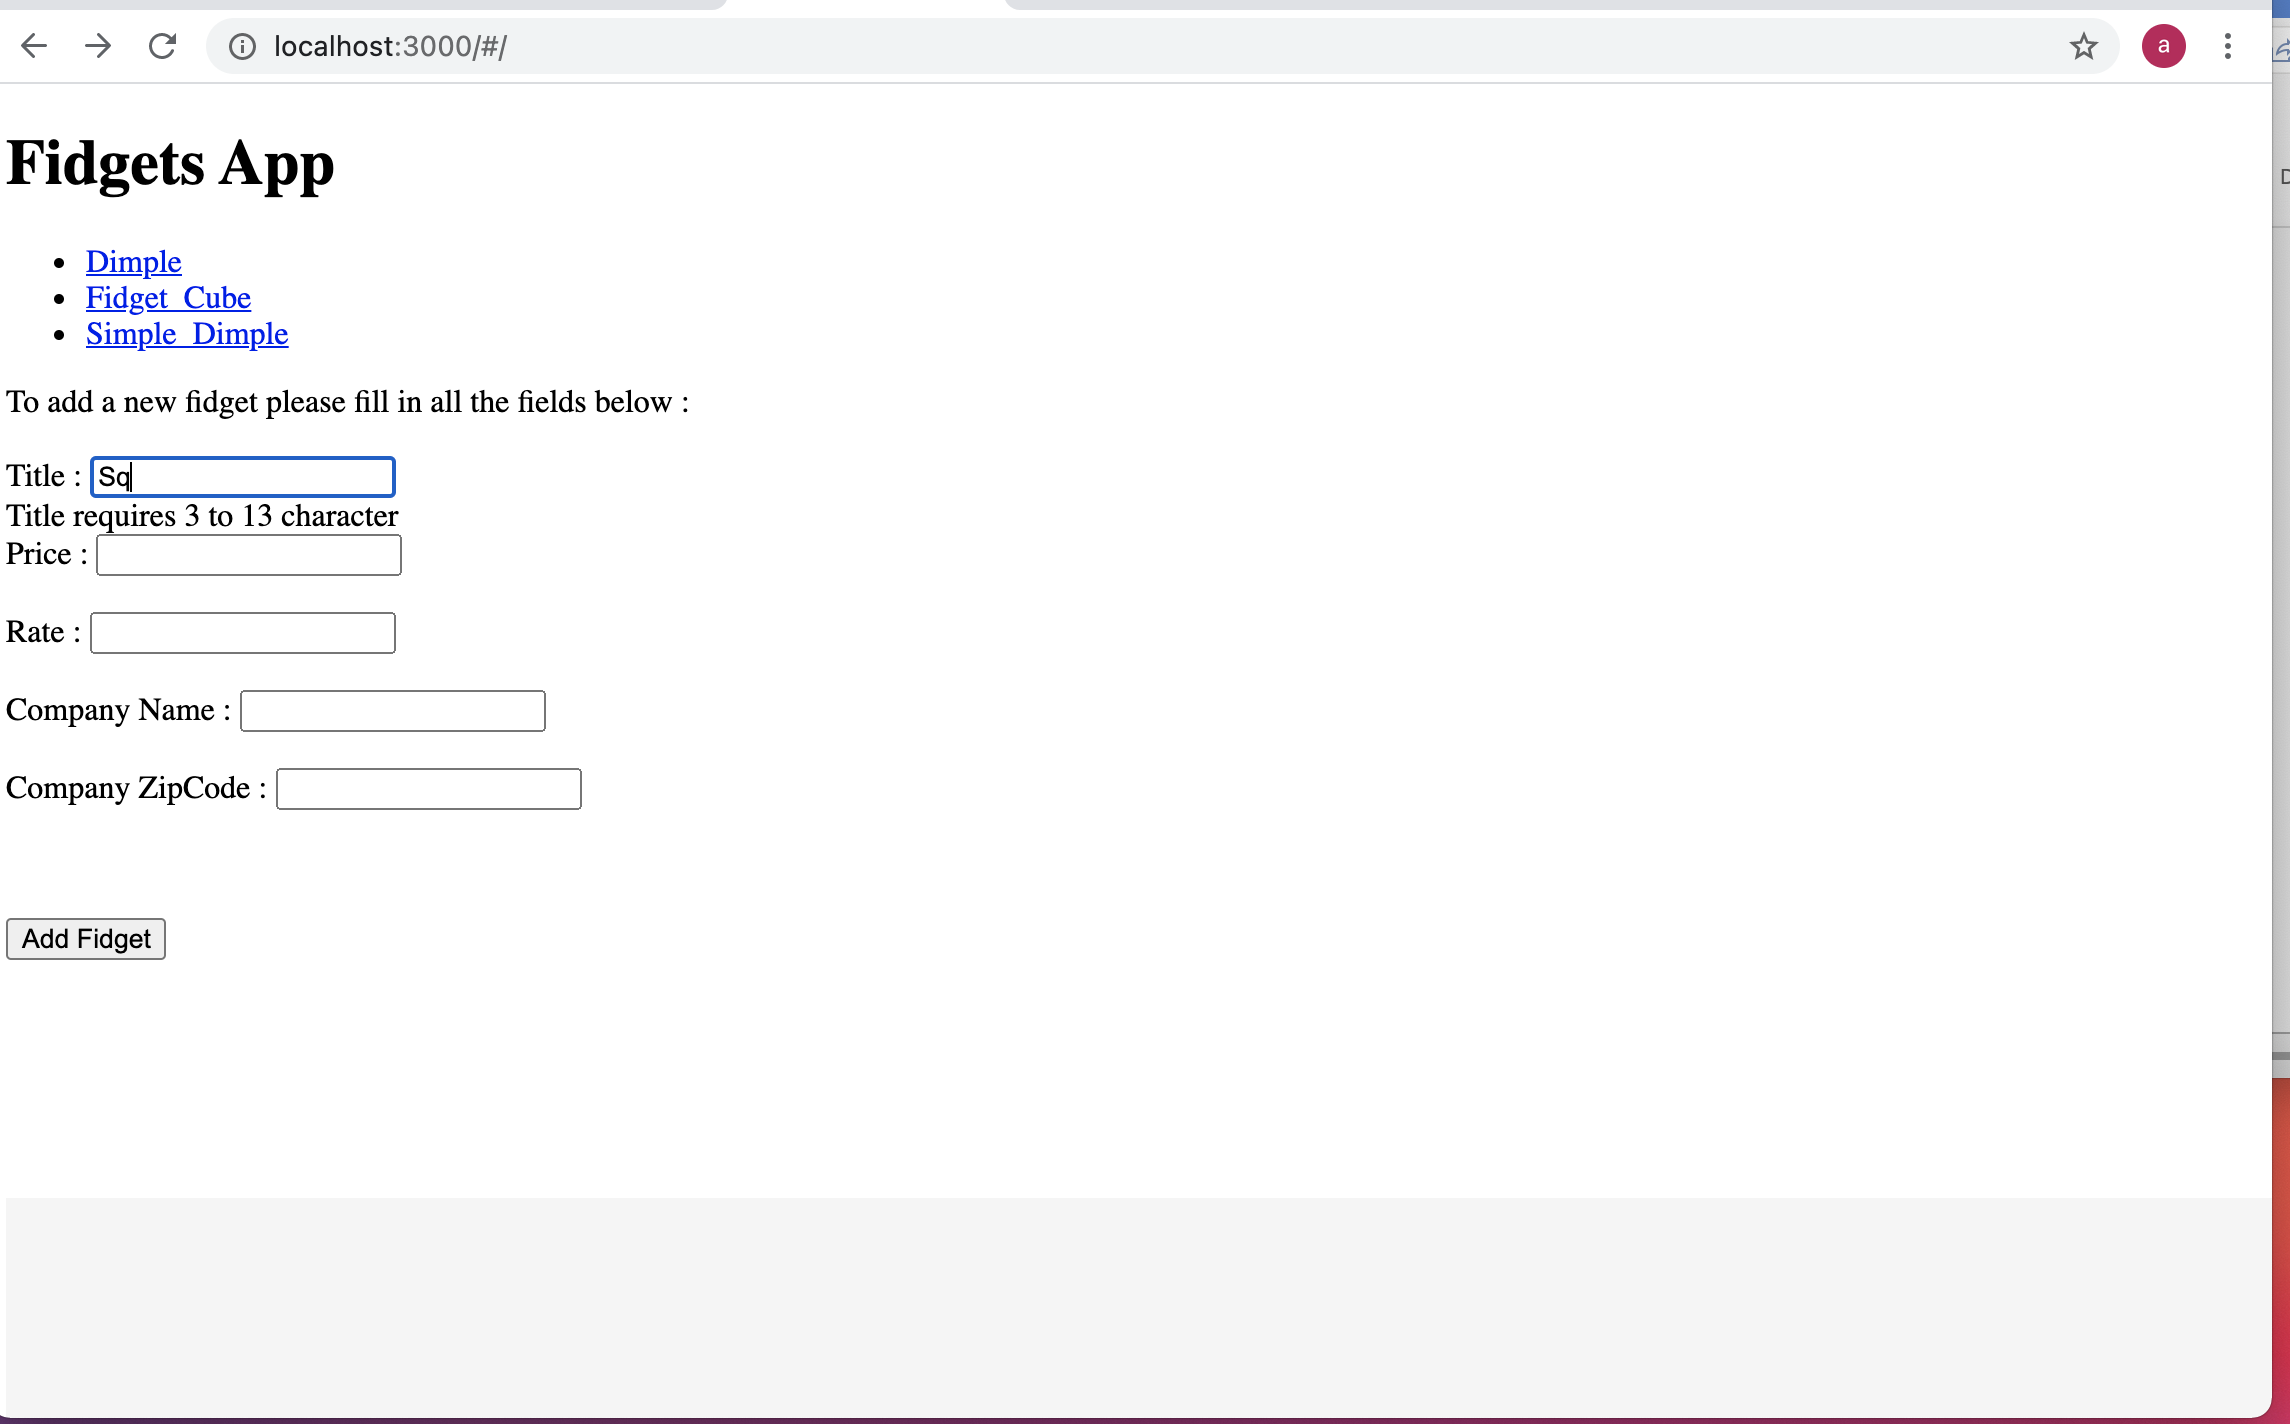 localhost:3000/#/
a
D
Fidgets App
Dimple
Fidget_Cube
Simple_Dimple
To add a new fidget please fill in all the fields below :
Title : Sq
Title requires 3 to 13 character
Price :
Rate :
Company Name :
Company ZipCode :
Add Fidget